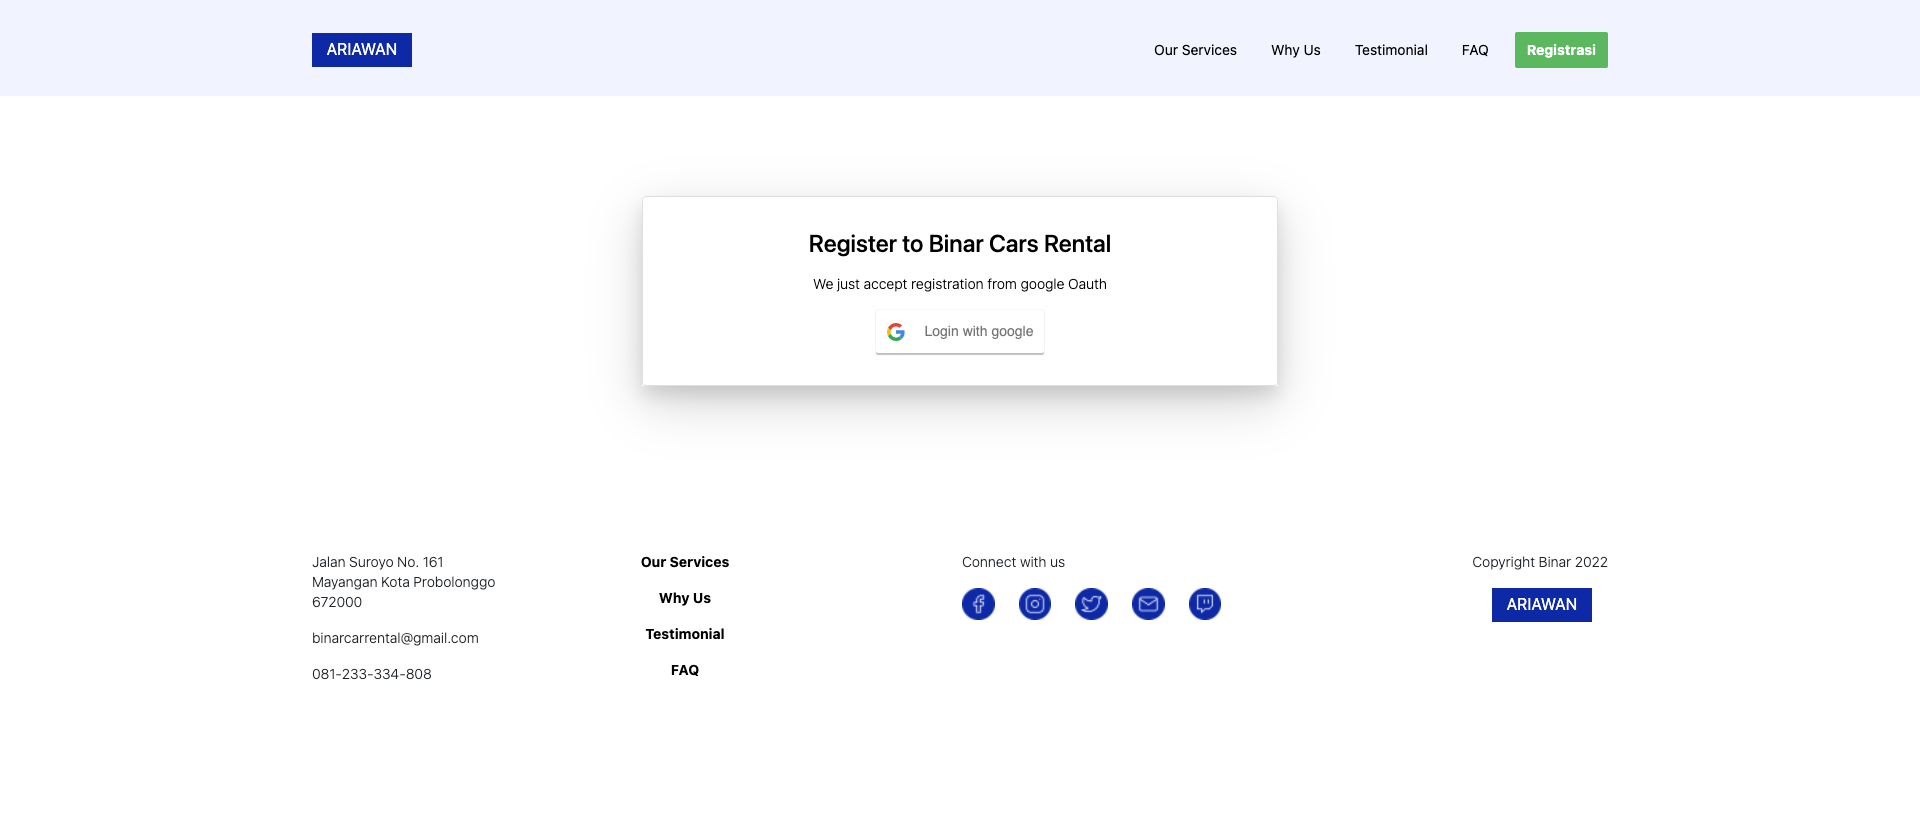 ARIAWAN
Our Services
Why Us
Testimonial
FAQ
Registrasi
Register to Binar Cars Rental
We just accept registration from google Oauth
Login with google
Jalan Suroyo No. 161
Mayangan Kota Probolonggo
672000
binarcarrental@gmail.com
081-233-334-808
Our Services
Why Us
Testimonial
FAQ
Connect with us
Copyright Binar 2022
ARIAWAN